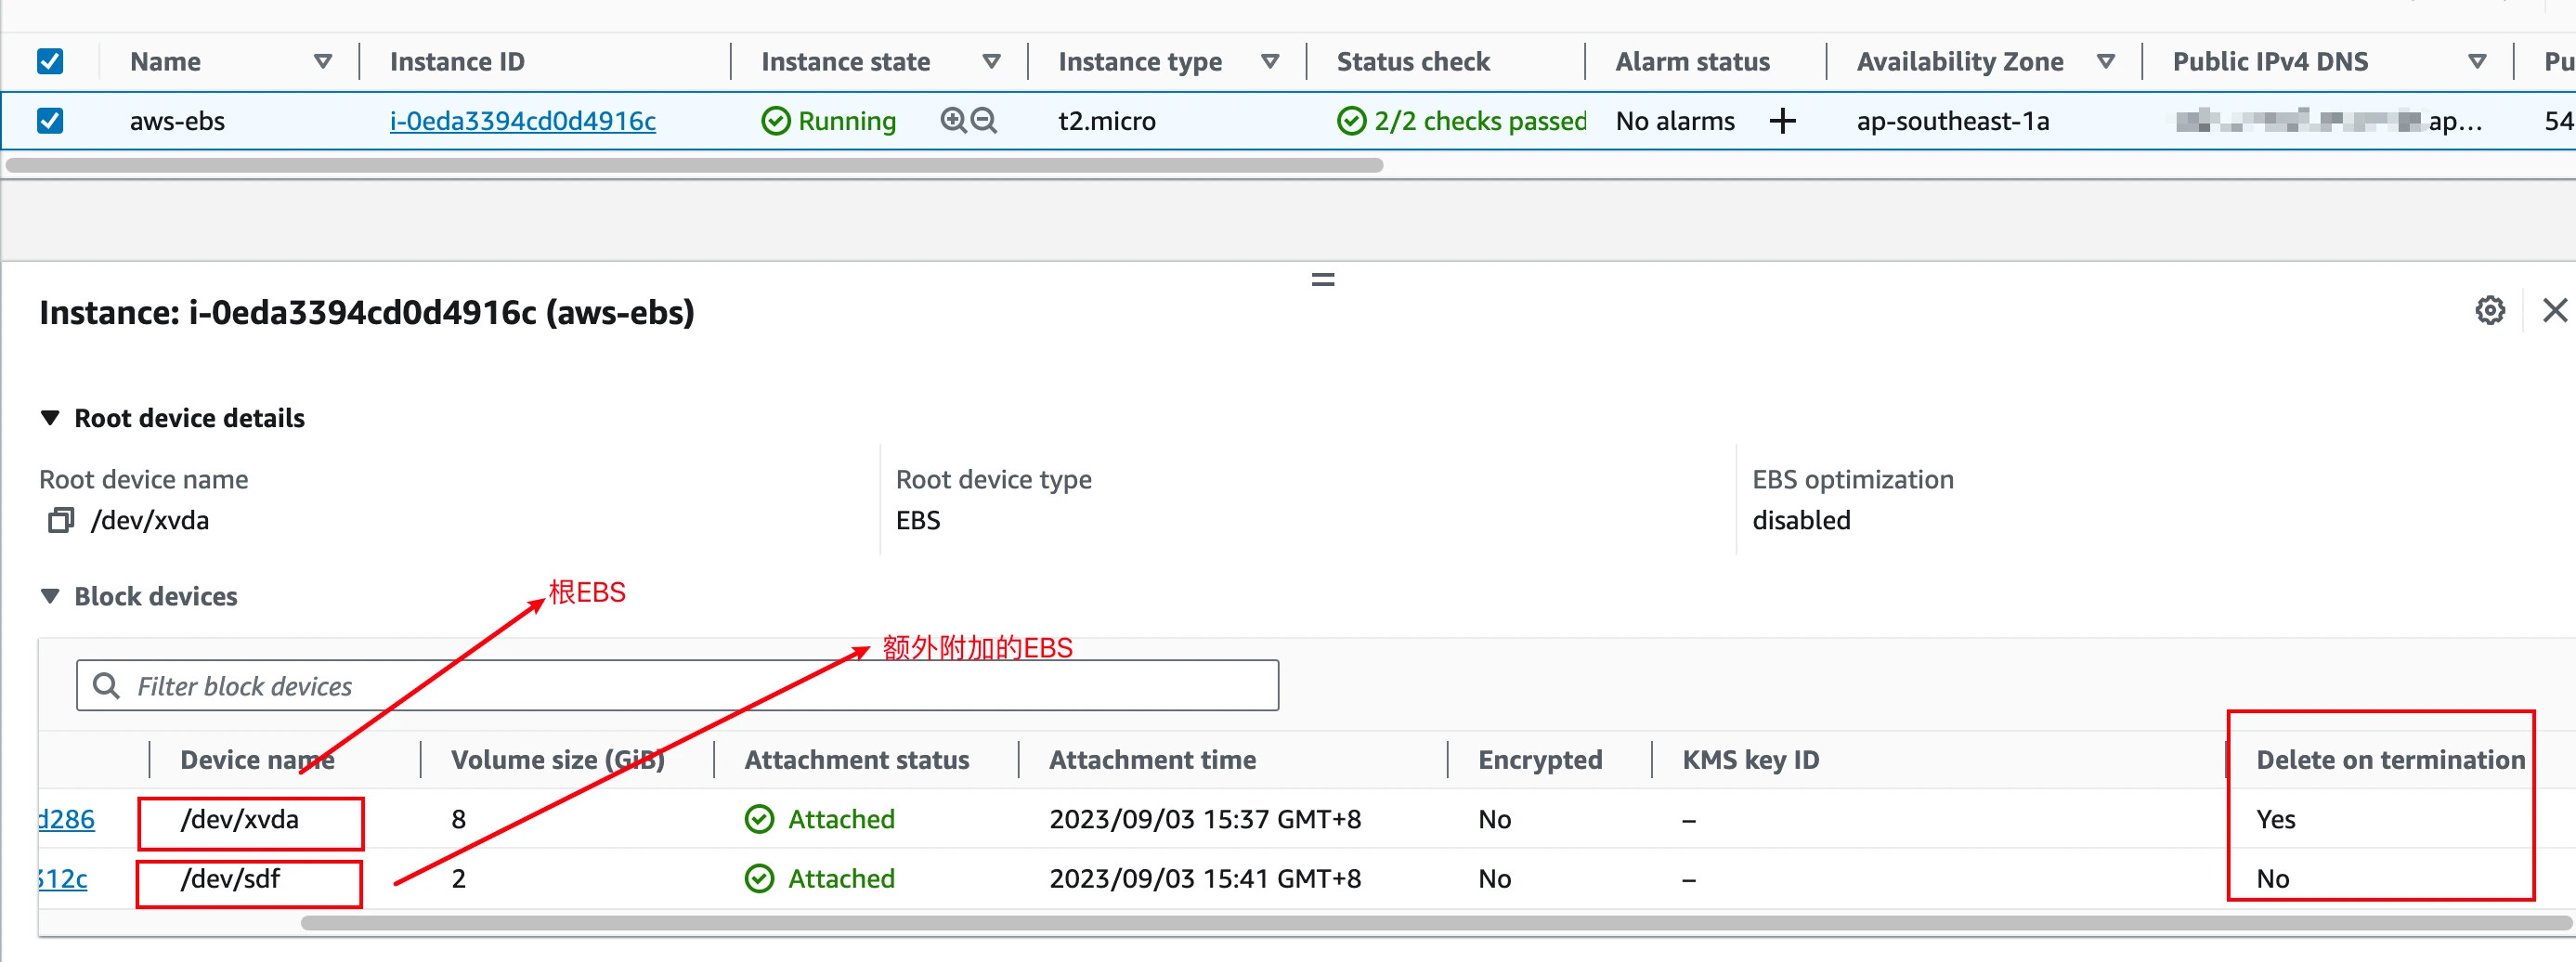 Name Instance ID Instance state Instance type Status check Alarm status Availability Zone Public IPv4 DNS Pu
aws-ebs i-0eda3394cd0d4916c Running t2.micro 2/2 checks passed No alarms + ap-southeast-1a ap... 54
Instance: i-0eda3394cd0d4916c (aws-ebs)
Root device details
Root device name Root device type EBS optimization
/dev/xvda EBS disabled
根EBS
Block devices
额外附加的EBS
Filter block devices
Device name Volume size (GiB) Attachment status Attachment time Encrypted KMS key ID Delete on termination
d286 /dev/xvda 8 Attached 2023/09/03 15:37 GMT+8 No – Yes
312c /dev/sdf 2 Attached 2023/09/03 15:41 GMT+8 No – No